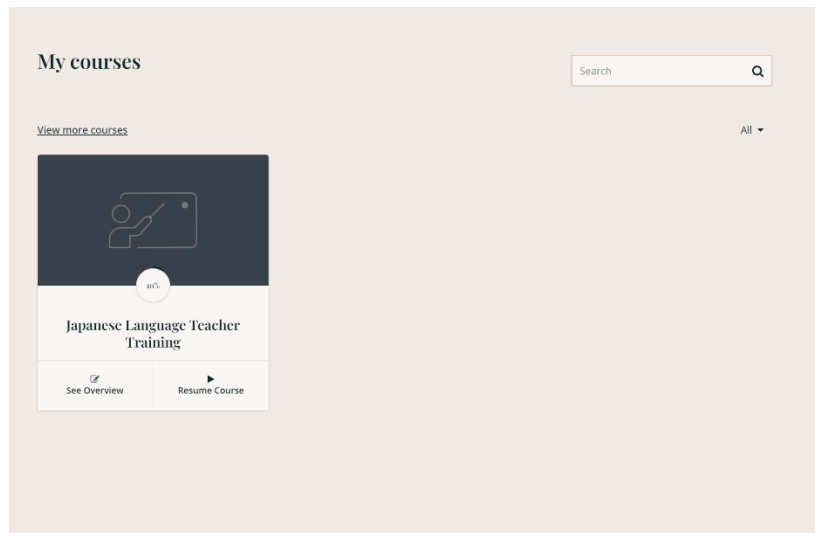 My courses
Search
View more courses
All
10%
Japanese Language Teacher
Training
See Overview
Resume Course